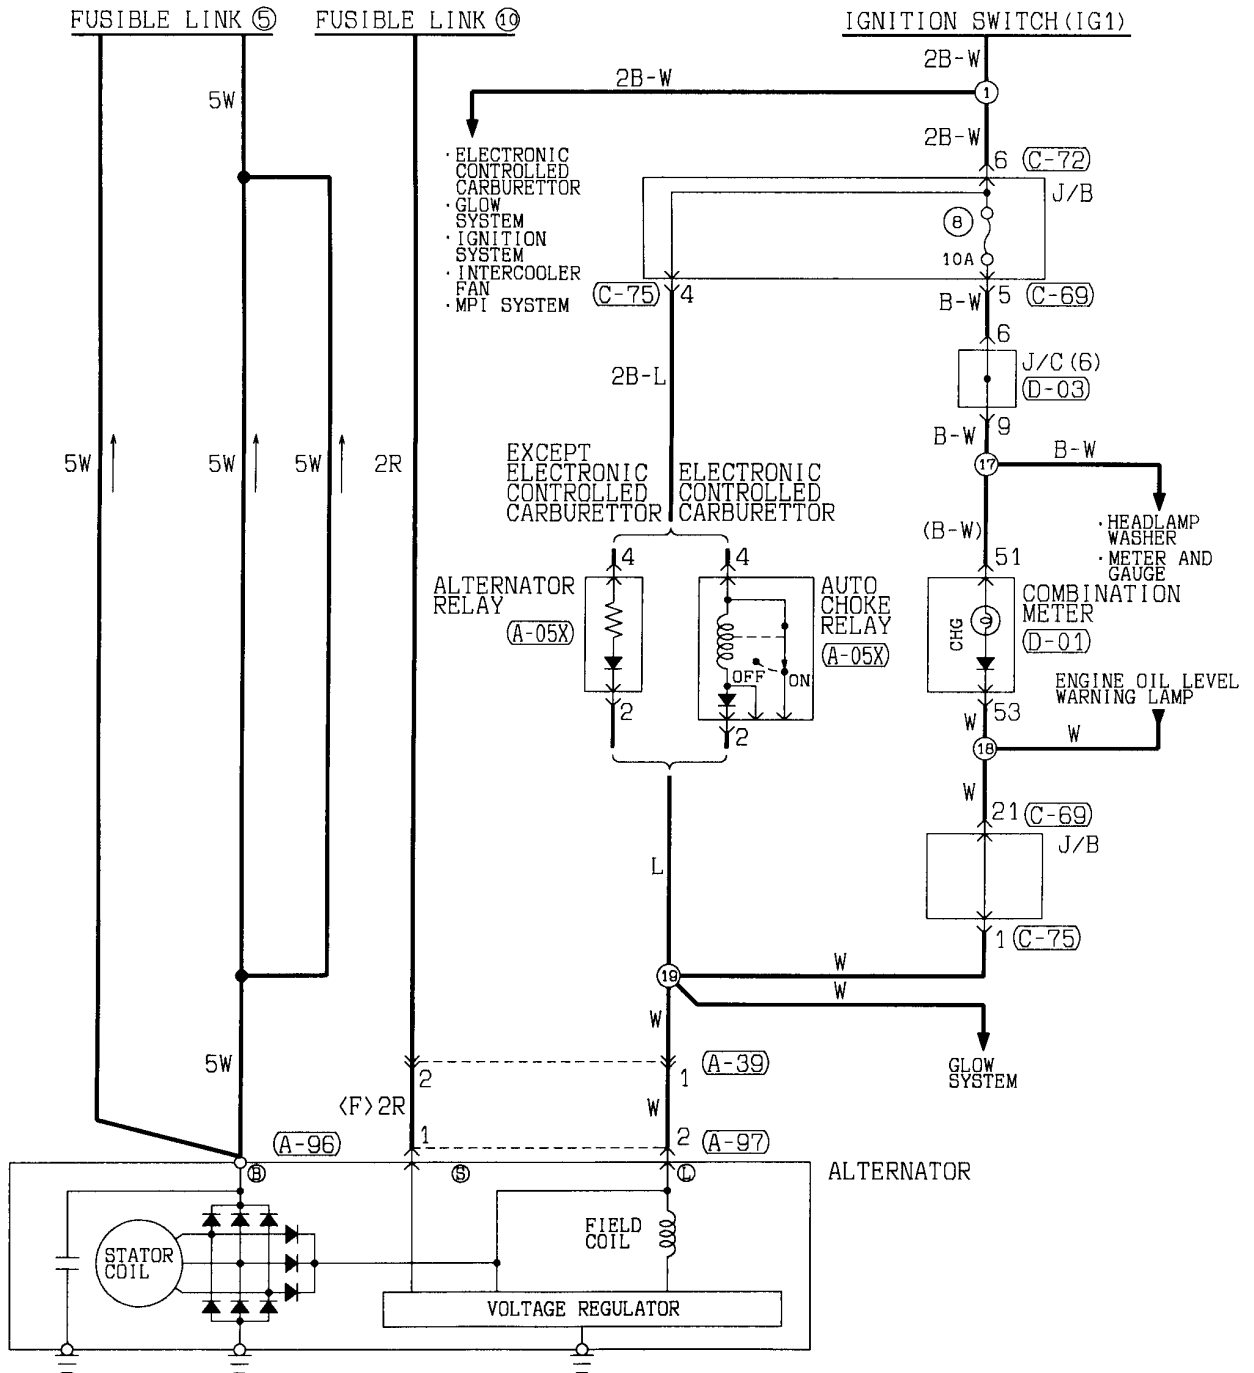 FUSIBLE LINK ⑤
FUSIBLE LINK ⑩
IGNITION SWITCH(IG1)
2B-W
2B-W
1
5W
2B-W
· ELECTRONIC
CONTROLLED
CARBURETTOR
· GLOW
SYSTEM
· IGNITION
SYSTEM
· INTERCOOLER
FAN
· MPI SYSTEM
6
C-72
J/B
8
10A
C-75
4
B-W
5
C-69
6
J/C (6)
D-03
2B-L
9
B-W
17
B-W
5W
5W
5W
2R
EXCEPT
ELECTRONIC
CONTROLLED
CARBURETTOR
ELECTRONIC
CONTROLLED
CARBURETTOR
· HEADLAMP
WASHER
· METER AND
GAUGE
(B-W)
4
4
51
ALTERNATOR
RELAY
A-05X
AUTO
CHOKE
RELAY
A-05X
OFF
ON
CHG
COMBINATION
METER
D-01
ENGINE OIL LEVEL
WARNING LAMP
2
2
53
W
18
W
W
21
C-69
J/B
L
1
C-75
19
W
W
W
5W
2
1
A-39
GLOW
SYSTEM
<F>2R
W
A-96
1
2
A-97
B
S
L
ALTERNATOR
STATOR
COIL
FIELD
COIL
VOLTAGE REGULATOR